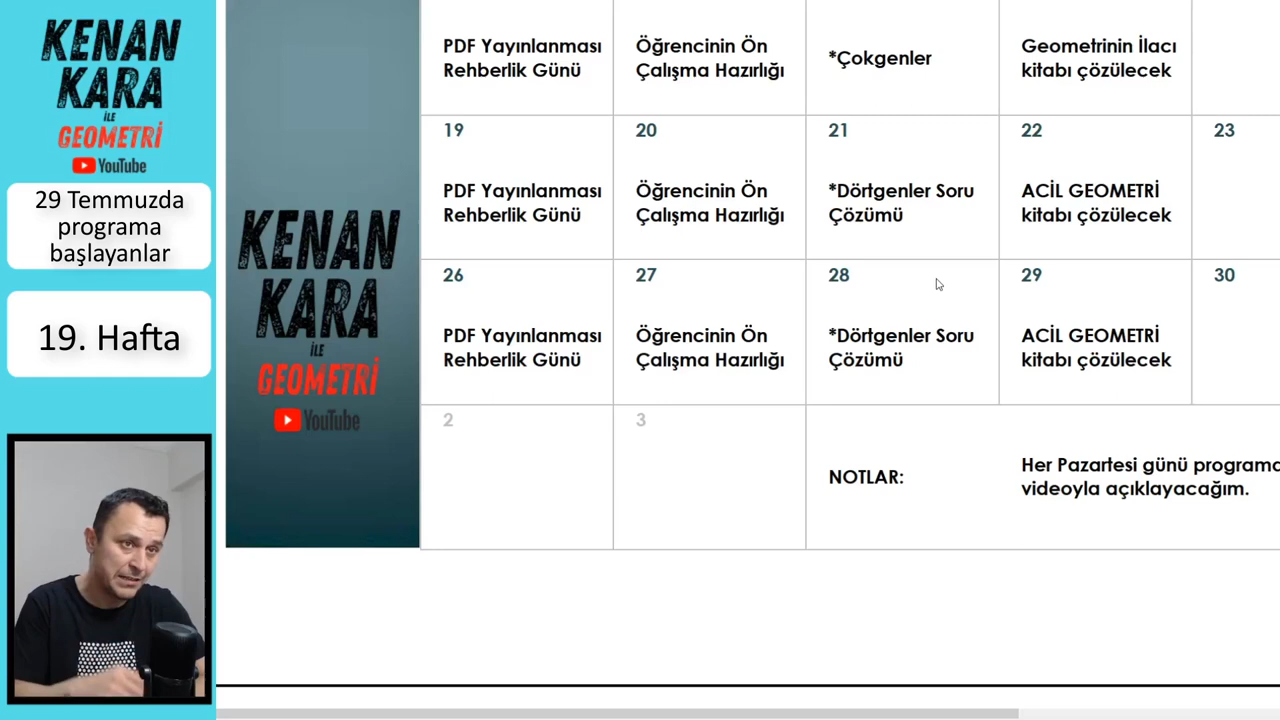 KENAN
KARA
İLE
GEOMETRİ
YouTube
29 Temmuzda
programa
başlayanlar
19. Hafta
KENAN
KARA
İLE
GEOMETRİ
YouTube
PDF Yayınlanması
Rehberlik Günü
Öğrencinin Ön
Çalışma Hazırlığı
*Çokgenler
Geometrinin İlacı
kitabı çözülecek
19
PDF Yayınlanması
Rehberlik Günü
20
Öğrencinin Ön
Çalışma Hazırlığı
21
*Dörtgenler Soru
Çözümü
22
ACİL GEOMETRİ
kitabı çözülecek
23
26
PDF Yayınlanması
Rehberlik Günü
27
Öğrencinin Ön
Çalışma Hazırlığı
28
*Dörtgenler Soru
Çözümü
29
ACİL GEOMETRİ
kitabı çözülecek
30
2
3
NOTLAR:
Her Pazartesi günü programc
videoyla açıklayacağım.